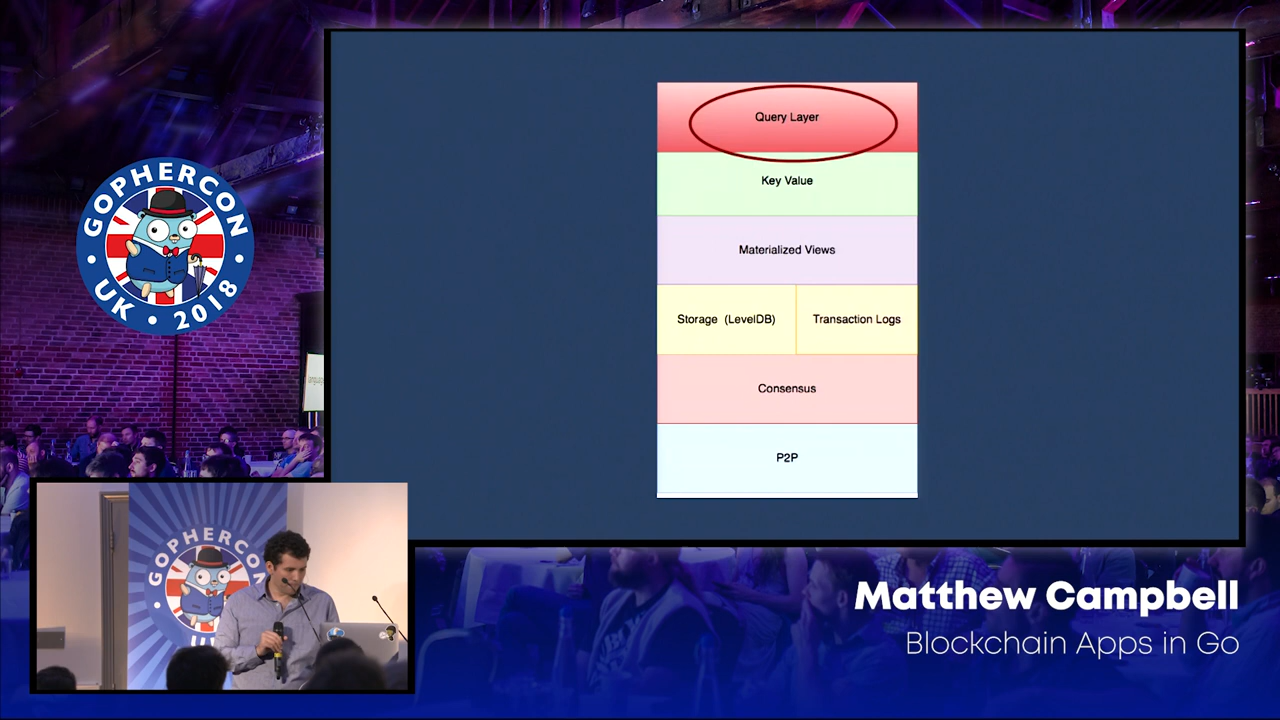 GOPHERCON
UK • 2018
Query Layer
Key Value
Materialized Views
Storage (LevelDB)
Transaction Logs
Consensus
P2P
GOPHERCON
Matthew Campbell
Blockchain Apps in Go